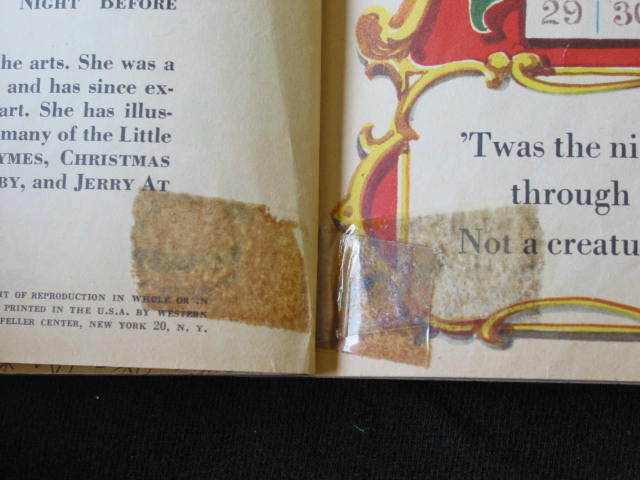 NIGHT BEFORE
he arts. She was a
and has since ex-
art. She has illus-
many of the Little
YMES, CHRISTMAS
BY, and JERRY AT
IT OF REPRODUCTION IN WHOLE OR IN
PRINTED IN THE U.S.A. BY WESTERN
FELLER CENTER, NEW YORK 20, N. Y.
29 30
'Twas the ni
through
Not a creatu